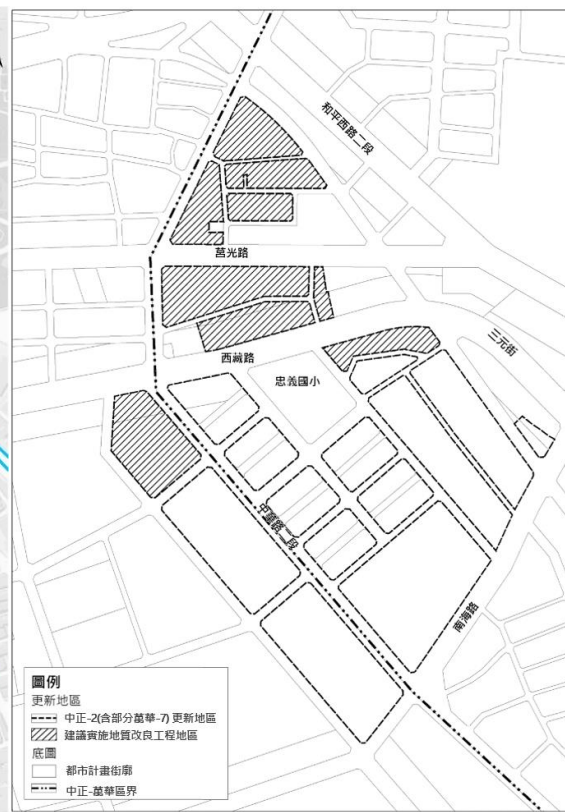 和平西路二段
莒光路
三元街
西藏路
忠義國小
中華路二段
南海路
圖例
更新地區
中正-2(含部分萬華-7) 更新地區
建議實施地質改良工程地區
底圖
都市計畫街廓
中正-萬華區界